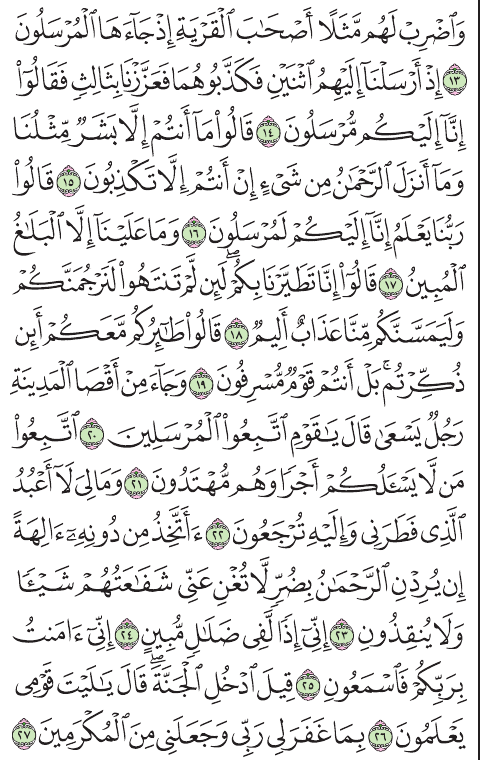 وَٱضْرِبْ لَهُم مَّثَلًا أَصْحَٰبَ ٱلْقَرْيَةِ إِذْ جَآءَهَا ٱلْمُرْسَلُونَ
١٣ إِذْ أَرْسَلْنَآ إِلَيْهِمُ ٱثْنَيْنِ فَكَذَّبُوهُمَا فَعَزَّزْنَا بِثَالِثٍ فَقَالُوٓا۟
إِنَّآ إِلَيْكُم مُّرْسَلُونَ ١٤ قَالُوا۟ مَآ أَنتُمْ إِلَّا بَشَرٌ مِّثْلُنَا
وَمَآ أَنزَلَ ٱلرَّحْمَٰنُ مِن شَىْءٍ إِنْ أَنتُمْ إِلَّا تَكْذِبُونَ ١٥ قَالُوا۟
رَبُّنَا يَعْلَمُ إِنَّآ إِلَيْكُمْ لَمُرْسَلُونَ ١٦ وَمَا عَلَيْنَآ إِلَّا ٱلْبَلَٰغُ
ٱلْمُبِينُ ١٧ قَالُوٓا۟ إِنَّا تَطَيَّرْنَا بِكُمْ ۖ لَئِن لَّمْ تَنتَهُوا۟ لَنَرْجُمَنَّكُمْ
وَلَيَمَسَّنَّكُم مِّنَّا عَذَابٌ أَلِيمٌ ١٨ قَالُوا۟ طَٰٓئِرُكُم مَّعَكُمْ ۚ أَئِن
ذُكِّرْتُم ۚ بَلْ أَنتُمْ قَوْمٌ مُّسْرِفُونَ ١٩ وَجَآءَ مِنْ أَقْصَا ٱلْمَدِينَةِ
رَجُلٌ يَسْعَىٰ قَالَ يَٰقَوْمِ ٱتَّبِعُوا۟ ٱلْمُرْسَلِينَ ٢٠ ٱتَّبِعُوا۟
مَن لَّا يَسْـَٔلُكُمْ أَجْرًا وَهُم مُّهْتَدُونَ ٢١ وَمَا لِىَ لَآ أَعْبُدُ
ٱلَّذِى فَطَرَنِى وَإِلَيْهِ تُرْجَعُونَ ٢٢ ءَأَتَّخِذُ مِن دُونِهِۦٓ ءَالِهَةً
إِن يُرِدْنِ ٱلرَّحْمَٰنُ بِضُرٍّ لَّا تُغْنِ عَنِّى شَفَٰعَتُهُمْ شَيْـًٔا
وَلَا يُنقِذُونِ ٢٣ إِنِّىٓ إِذًا لَّفِى ضَلَٰلٍ مُّبِينٍ ٢٤ إِنِّىٓ ءَامَنتُ
بِرَبِّكُمْ فَٱسْمَعُونِ ٢٥ قِيلَ ٱدْخُلِ ٱلْجَنَّةَ ۖ قَالَ يَٰلَيْتَ قَوْمِى
يَعْلَمُونَ ٢٦ بِمَا غَفَرَ لِى رَبِّى وَجَعَلَنِى مِنَ ٱلْمُكْرَمِينَ ٢٧